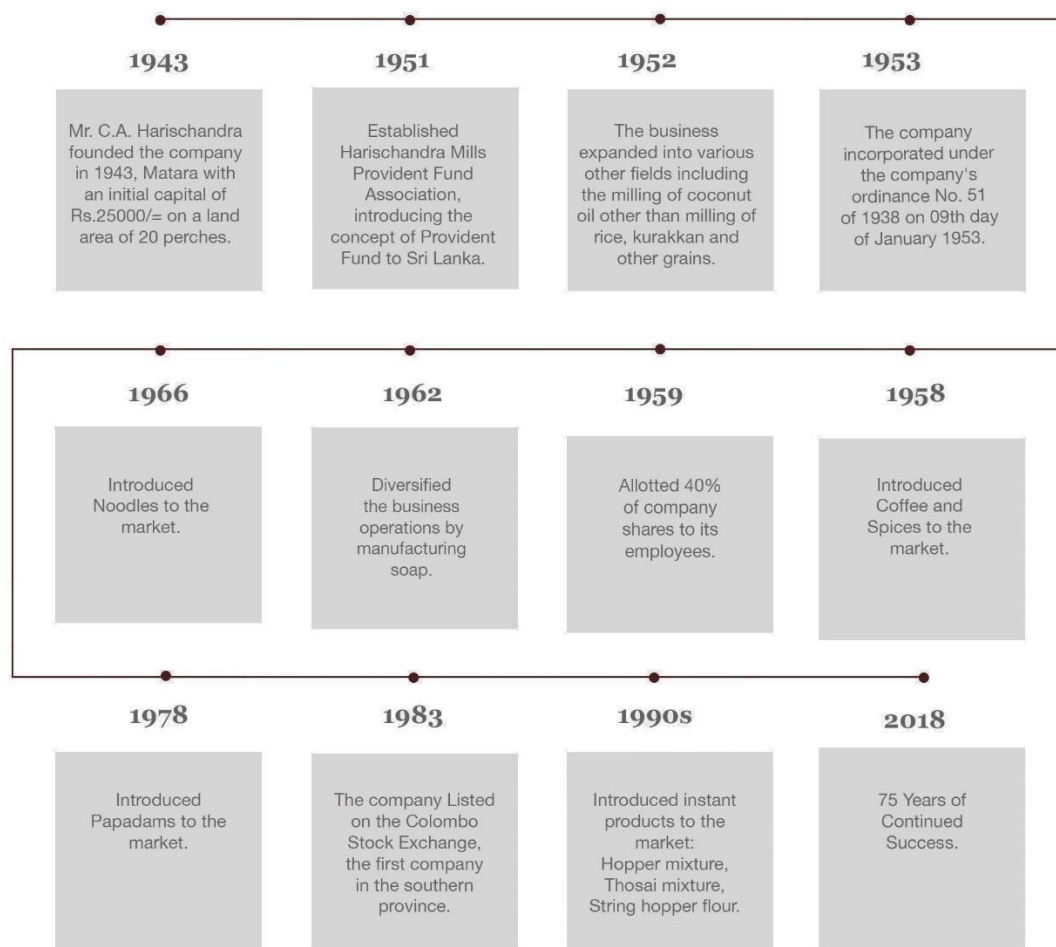 1943
Mr. C.A. Harischandra
founded the company
in 1943, Matara with
an initial capital of
Rs.25000/= on a land
area of 20 perches.
1951
Established
Harischandra Mills
Provident Fund
Association,
introducing the
concept of Provident
Fund to Sri Lanka.
1952
The business
expanded into various
other fields including
the milling of coconut
oil other than milling of
rice, kurakkan and
other grains.
1953
The company
incorporated under
the company's
ordinance No. 51
of 1938 on 09th day
of January 1953.
1958
Introduced
Coffee and
Spices to the
market.
1959
Allotted 40%
of company
shares to its
employees.
1962
Diversified
the business
operations by
manufacturing
soap.
1966
Introduced
Noodles to the
market.
1978
Introduced
Papadams to the
market.
1983
The company Listed
on the Colombo
Stock Exchange,
the first company
in the southern
province.
1990s
Introduced instant
products to the
market:
Hopper mixture,
Thosai mixture,
String hopper flour.
2018
75 Years of
Continued
Success.